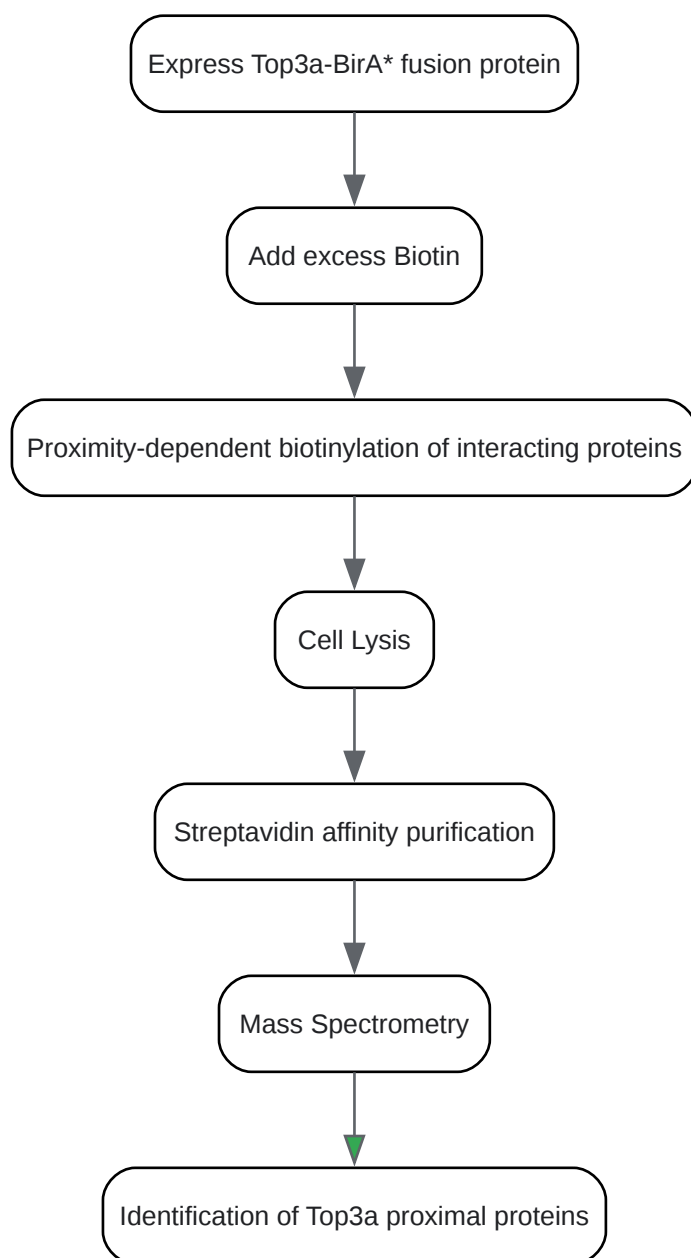 Express Top3a-BirA* fusion protein
Add excess Biotin
Proximity-dependent biotinylation of interacting proteins
Cell Lysis
Streptavidin affinity purification
Mass Spectrometry
Identification of Top3a proximal proteins